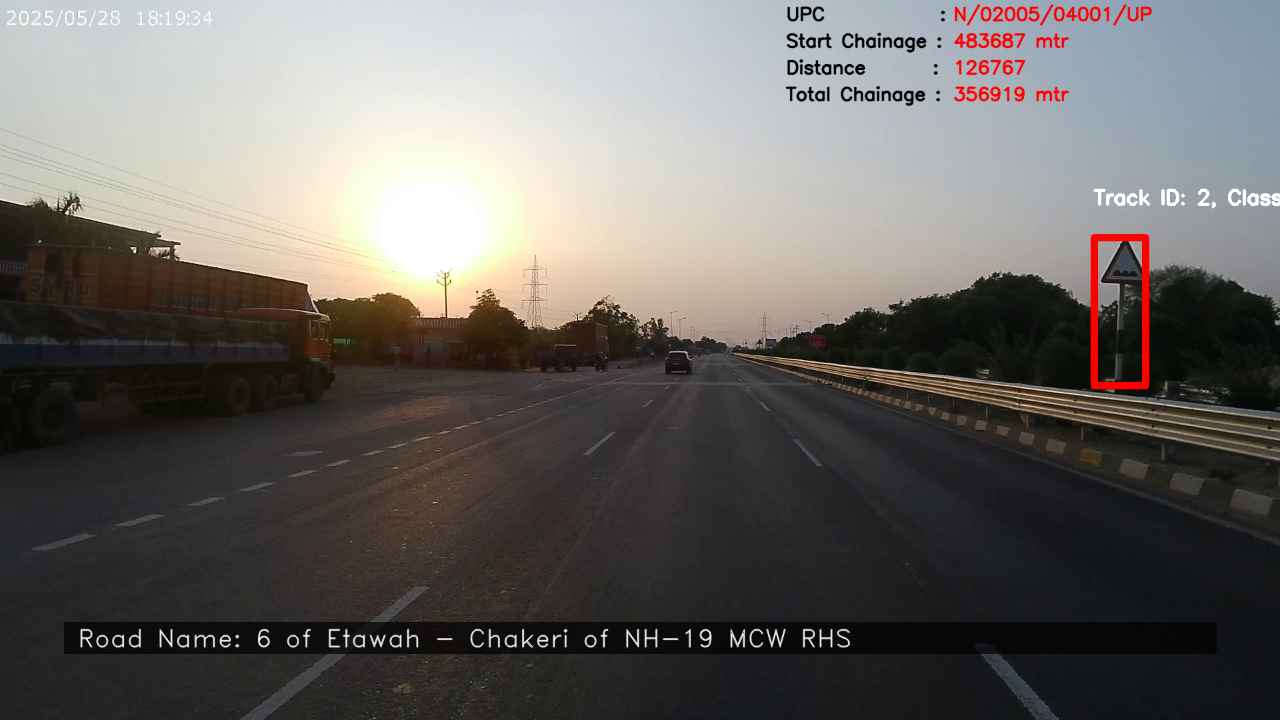 2025/05/28 18:19:34
UPC : N/02005/04001/UP
Start Chainage : 483687 mtr
Distance : 126767
Total Chainage : 356919 mtr
Track ID: 2, Class
Road Name: 6 of Etawah - Chakeri of NH-19 MCW RHS